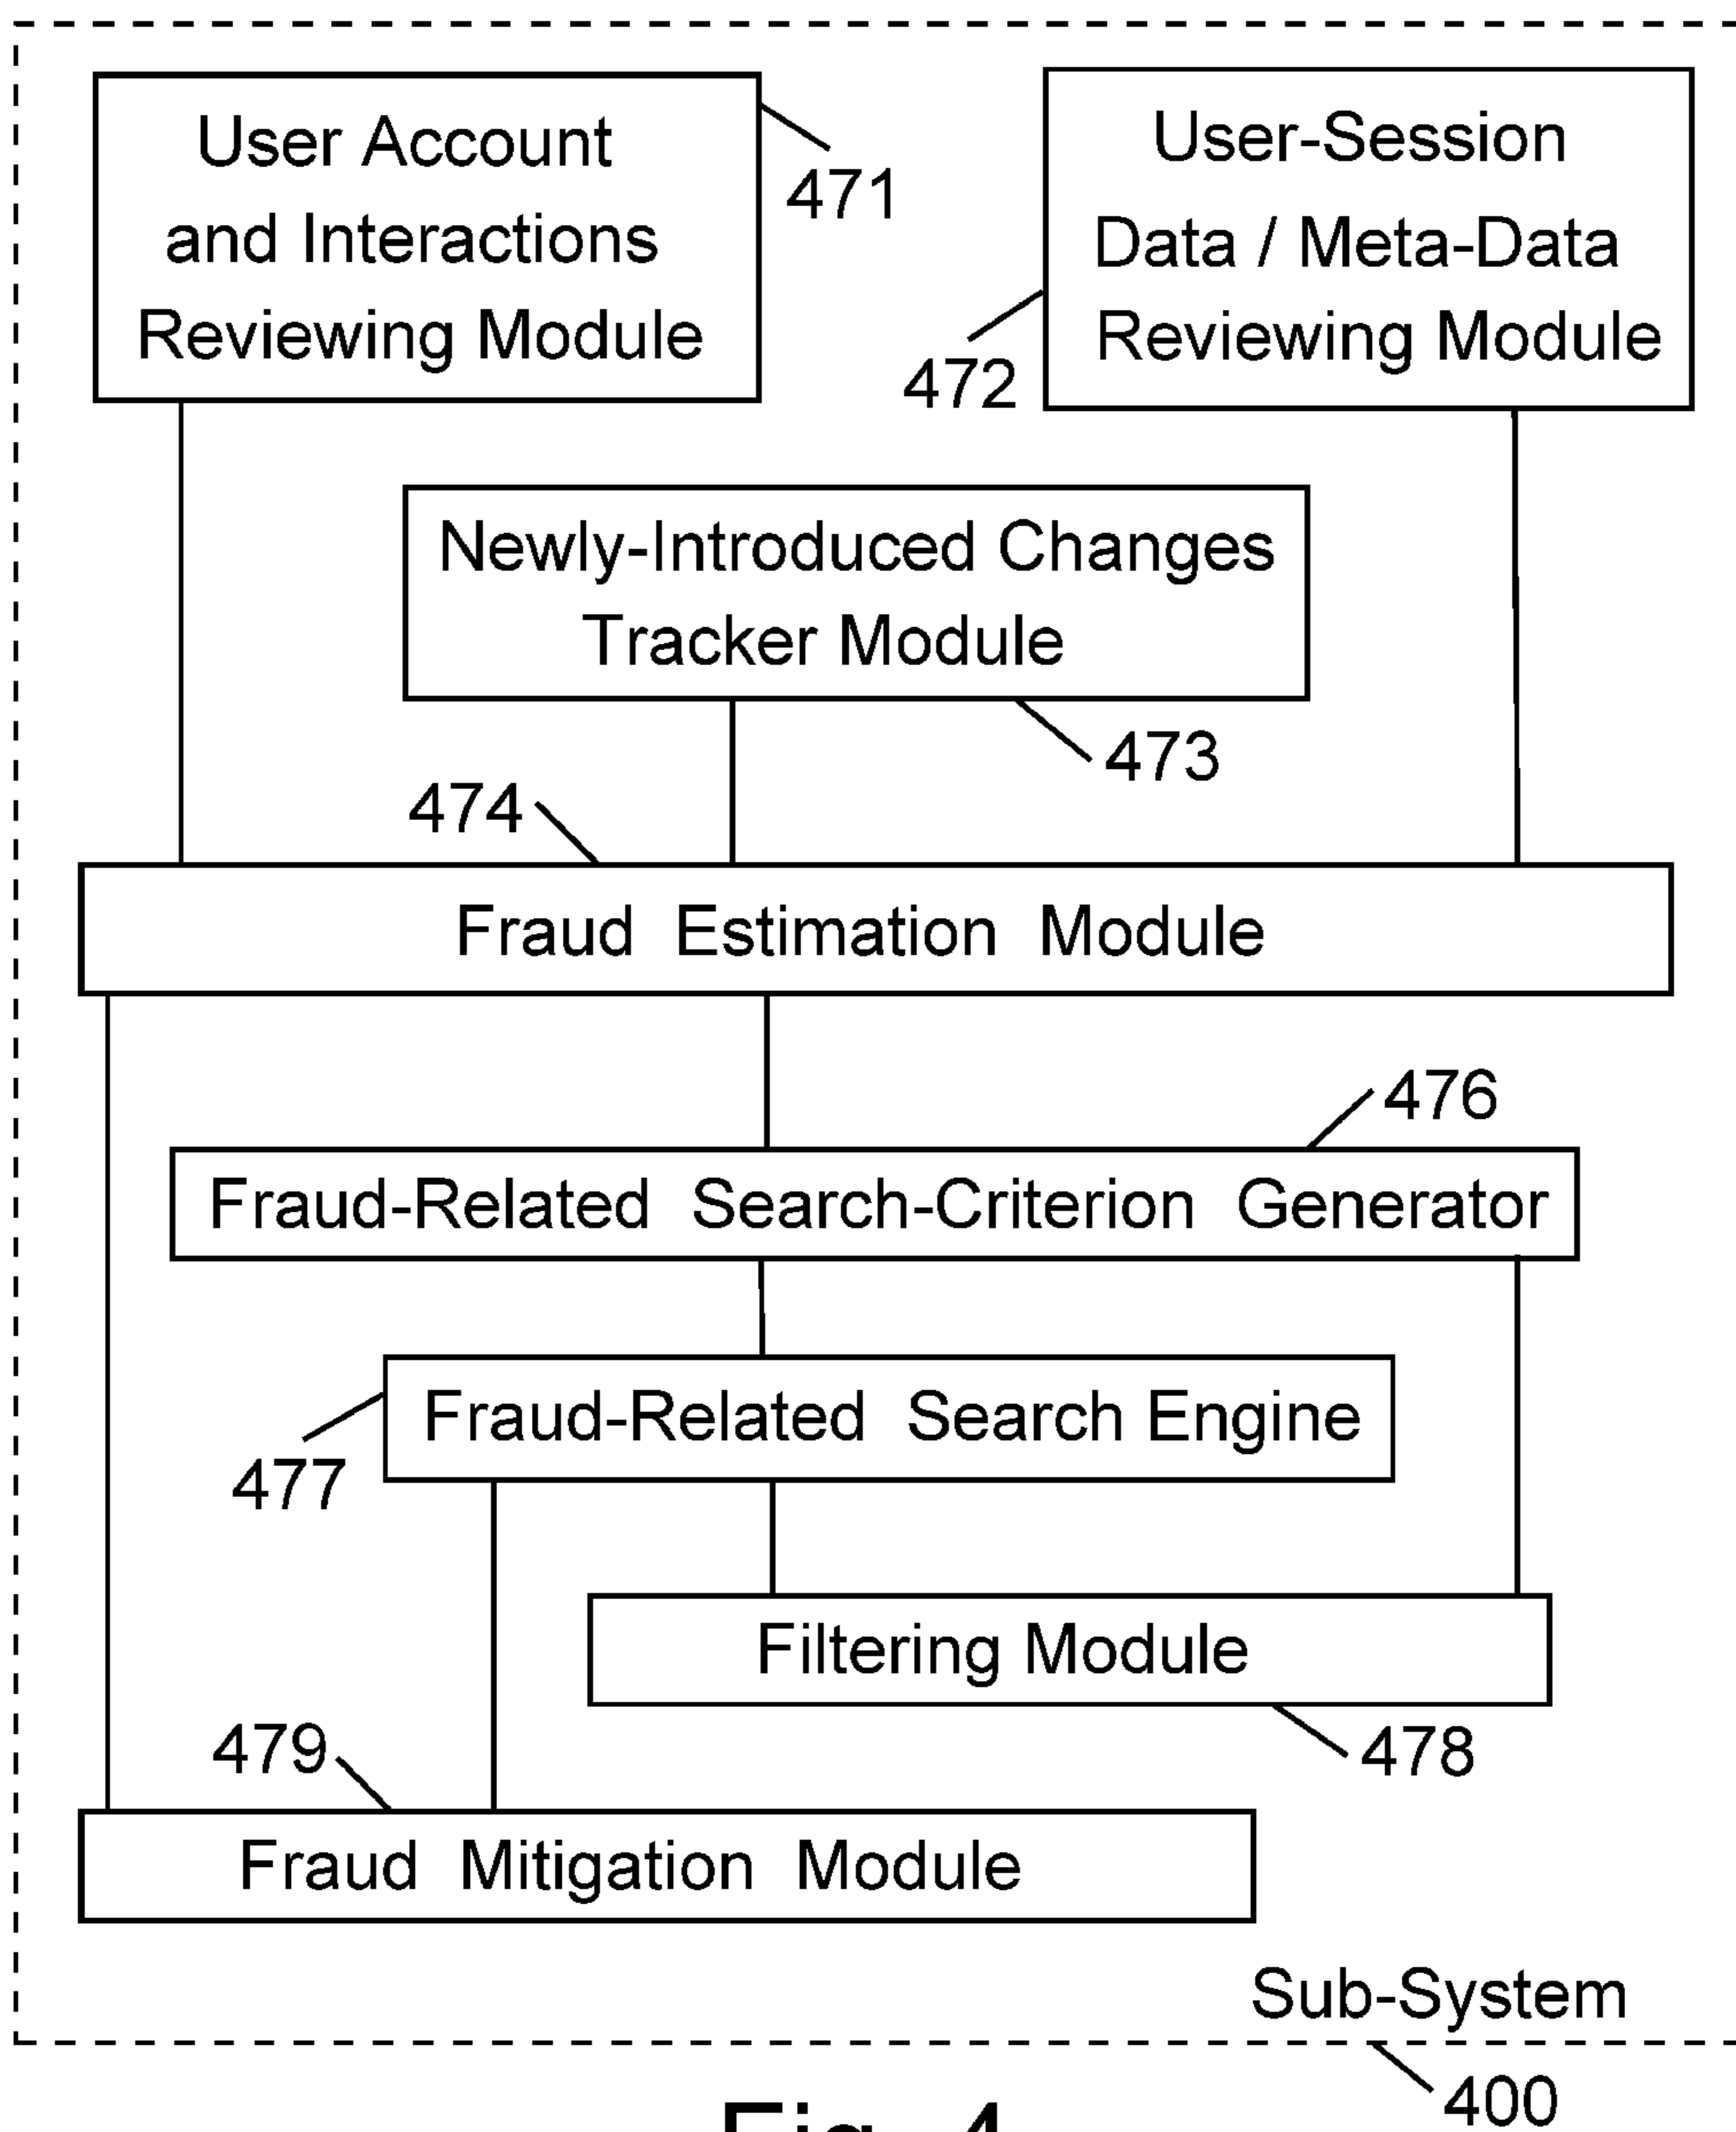 User Account
and Interactions
Reviewing Module
471
User-Session
Data / Meta-Data
Reviewing Module
472
Newly-Introduced Changes
Tracker Module
473
474
Fraud Estimation Module
476
Fraud-Related Search-Criterion Generator
Fraud-Related Search Engine
477
Filtering Module
478
479
Fraud Mitigation Module
Sub-System
400
Fig. 4